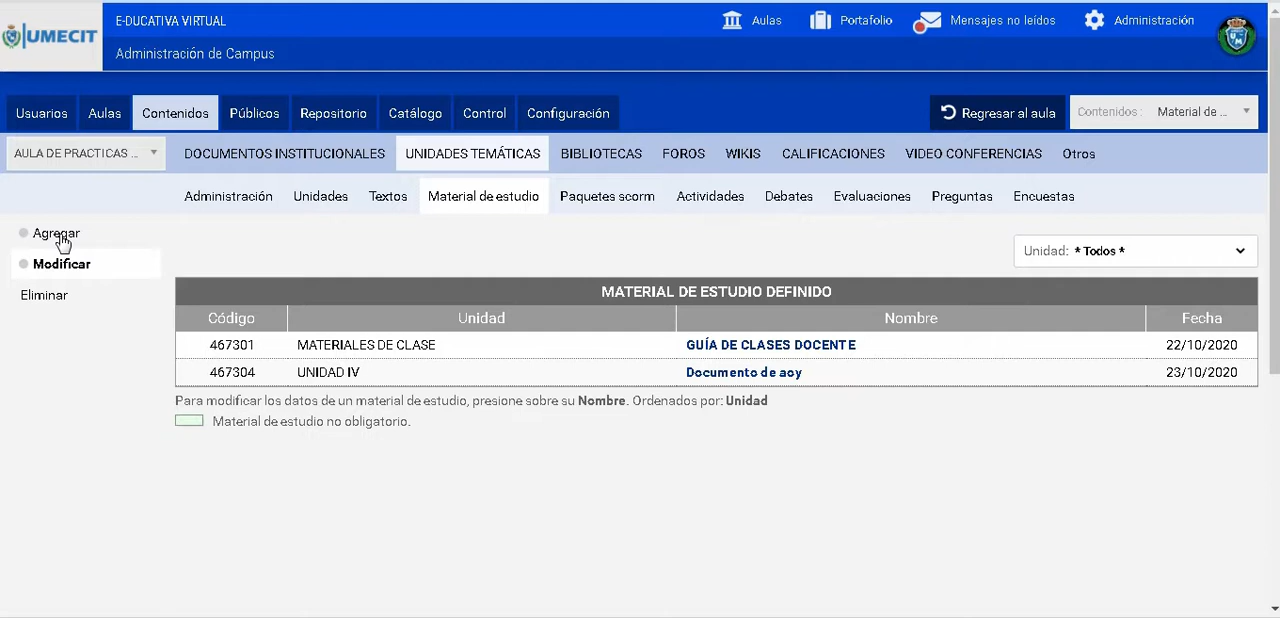 UMECIT
E-DUCATIVA VIRTUAL
Aulas
Portafolio
Mensajes no leídos
Administración
Administración de Campus
Usuarios
Aulas
Contenidos
Públicos
Repositorio
Catálogo
Control
Configuración
Regresar al aula
Contenidos : Material de ...
AULA DE PRACTICAS ...
DOCUMENTOS INSTITUCIONALES
UNIDADES TEMÁTICAS
BIBLIOTECAS
FOROS
WIKIS
CALIFICACIONES
VIDEO CONFERENCIAS
Otros
Administración
Unidades
Textos
Material de estudio
Paquetes scorm
Actividades
Debates
Evaluaciones
Preguntas
Encuestas
Agregar
Modificar
Eliminar
Unidad: * Todos *
MATERIAL DE ESTUDIO DEFINIDO
Código Unidad Nombre Fecha
467301 MATERIALES DE CLASE GUÍA DE CLASES DOCENTE 22/10/2020
467304 UNIDAD IV Documento de aoy 23/10/2020
Para modificar los datos de un material de estudio, presione sobre su Nombre. Ordenados por: Unidad
Material de estudio no obligatorio.